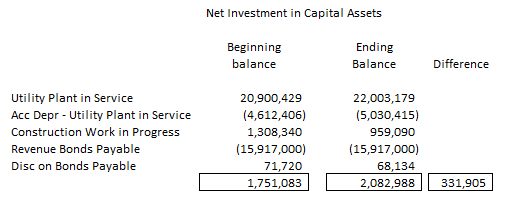 Net Investment in Capital Assets
Beginning Ending
balance Balance Difference
Utility Plant in Service 20,900,429 22,003,179
Acc Depr - Utility Plant in Service (4,612,406) (5,030,415)
Construction Work in Progress 1,308,340 959,090
Revenue Bonds Payable (15,917,000) (15,917,000)
Disc on Bonds Payable 71,720 68,134
1,751,083 2,082,988 331,905